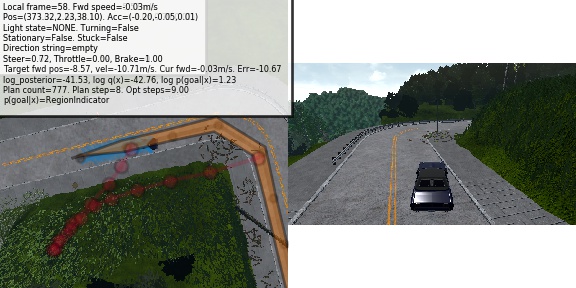 Local frame=58. Fwd speed=-0.03m/s
Pos=(373.32,2.23,38.10). Acc=(-0.20,-0.05,0.01)
Light state=NONE. Turning=False
Stationary=False. Stuck=False
Direction string=empty
Steer=0.72, Throttle=0.00, Brake=1.00
Target fwd pos=-8.57, vel=-10.71m/s. Cur fwd=-0.03m/s. Err=-10.67
log_posterior=-41.53, log q(x)=-42.76, log p(goal|x)=1.23
Plan count=777. Plan step=8. Opt steps=9.00
p(goal|x)=RegionIndicator